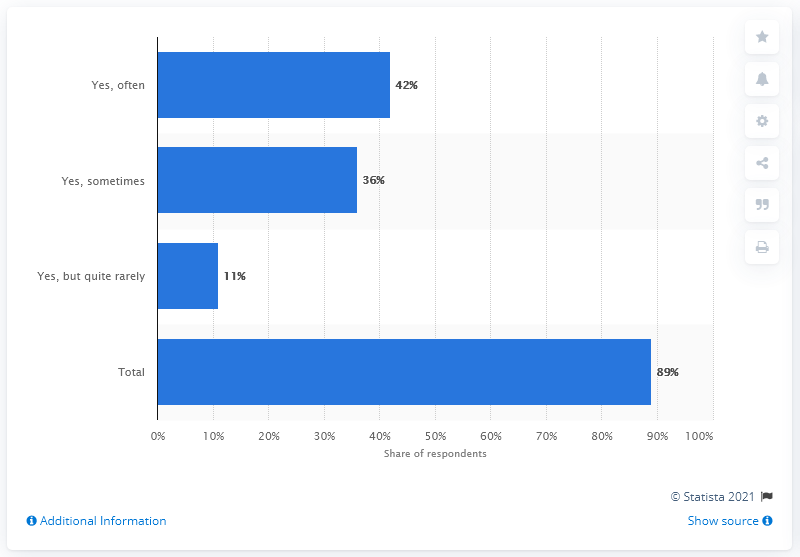 Yes, often 42%
Yes, sometimes 36%
Yes, but quite rarely 11%
Total 89%
0% 10% 20% 30% 40% 50% 60% 70% 80% 90% 100%
Share of respondents
© Statista 2021
Additional Information Show source